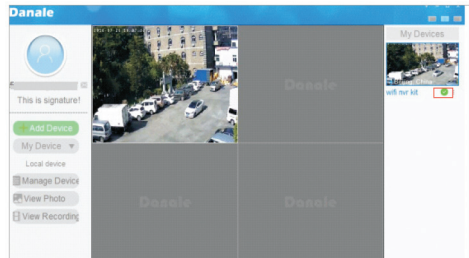 Danale
This is signature!
Add Device
My Device
Local device
Manage Device
View Photo
View Recording
Danale
Danale
Danale
My Devices
wifi nvr kit